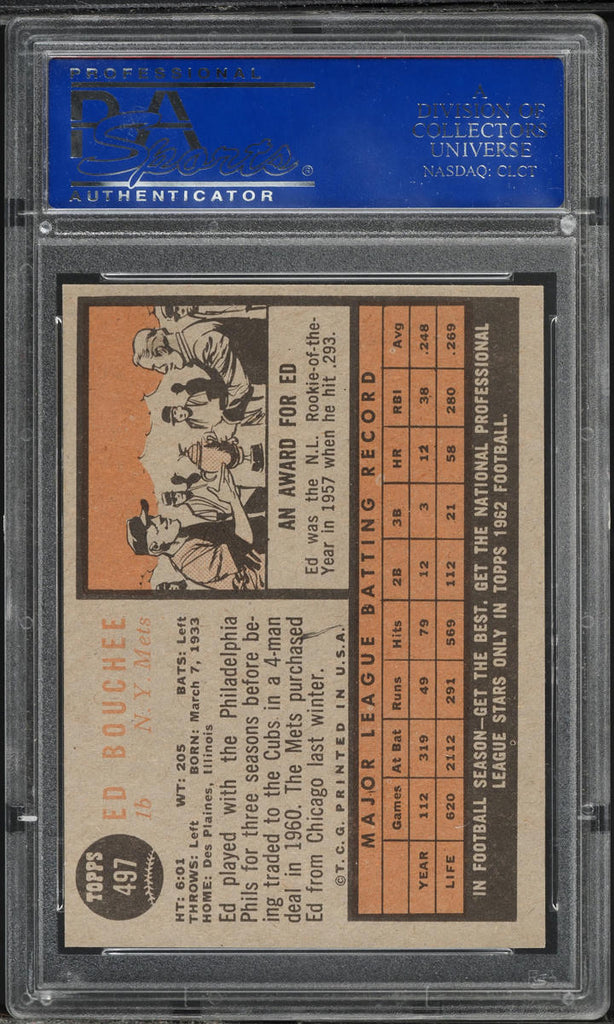 PROFESSIONAL
PSA
Sports®
AUTHENTICATOR
A
DIVISION OF
COLLECTORS
UNIVERSE
NASDAQ: CLCT
TOPPS
497
ED BOUCHEE
1b N Y Mets
HT: 6:01 WT: 205 BATS: Left
THROWS: Left BORN: March 7, 1933
HOME: Des Plaines, Illinois
Ed played with the Philadelphia
Phils for three seasons before be-
ing traded to the Cubs in a 4-man
deal in 1960. The Mets purchased
Ed from Chicago last winter.
©T.C.G. PRINTED IN U.S.A.
AN AWARD FOR ED
Ed was the N.L. Rookie-of-the-
Year in 1957 when he hit .293.
MAJOR LEAGUE BATTING RECORD
Games At Bat Runs Hits 2B 3B HR RBI Avg
YEAR 112 319 49 79 12 3 12 38 .248
LIFE 620 2112 291 569 112 21 58 280 .269
IN FOOTBALL SEASON—GET THE BEST. GET THE NATIONAL PROFESSIONAL
LEAGUE STARS ONLY IN TOPPS 1962 FOOTBALL.